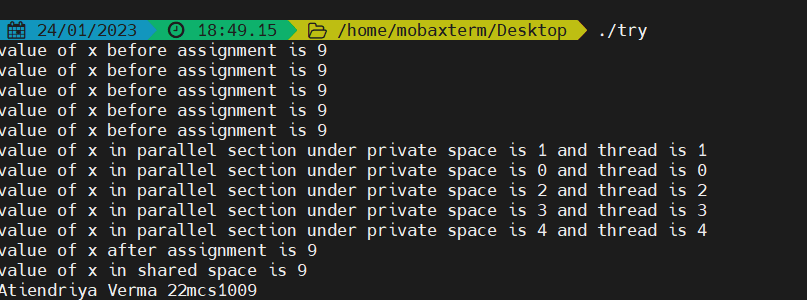 24/01/2023 18:49.15 /home/mobaxterm/Desktop ./try
value of x before assignment is 9
value of x before assignment is 9
value of x before assignment is 9
value of x before assignment is 9
value of x before assignment is 9
value of x in parallel section under private space is 1 and thread is 1
value of x in parallel section under private space is 0 and thread is 0
value of x in parallel section under private space is 2 and thread is 2
value of x in parallel section under private space is 3 and thread is 3
value of x in parallel section under private space is 4 and thread is 4
value of x after assignment is 9
value of x in shared space is 9
Atiendriya Verma 22mcs1009